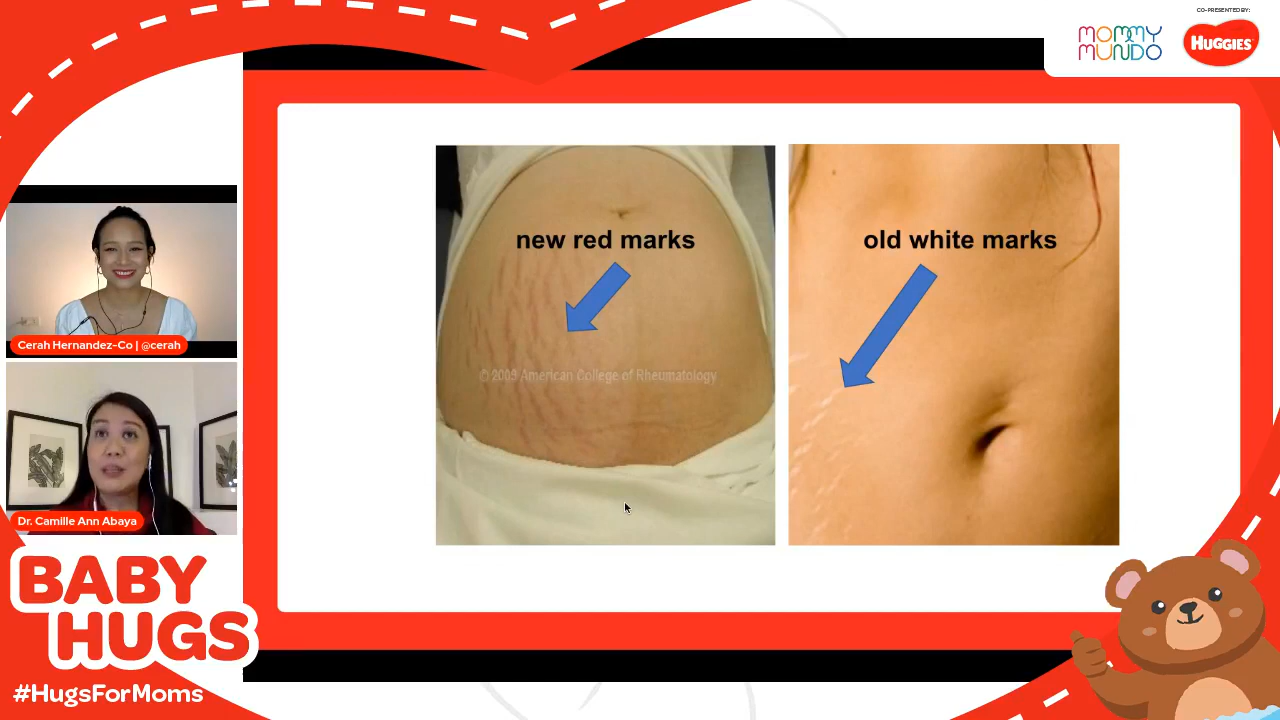 CO-PRESENTED BY:
MOMMY
MUNDO
HUGGIES
new red marks
old white marks
© 2009 American College of Rheumatology
Cerah Hernandez-Co | @cerah
Dr. Camille Ann Abaya
BABY
HUGS
#HugsForMoms